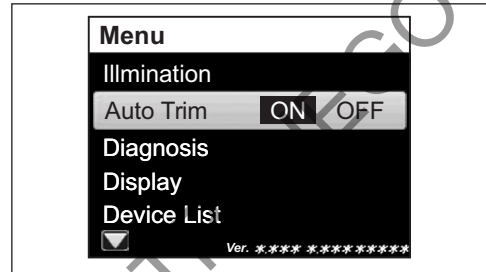 Menu
Illmination
Auto Trim ON OFF
Diagnosis
Display
Device List
Ver. *.*** *.*********